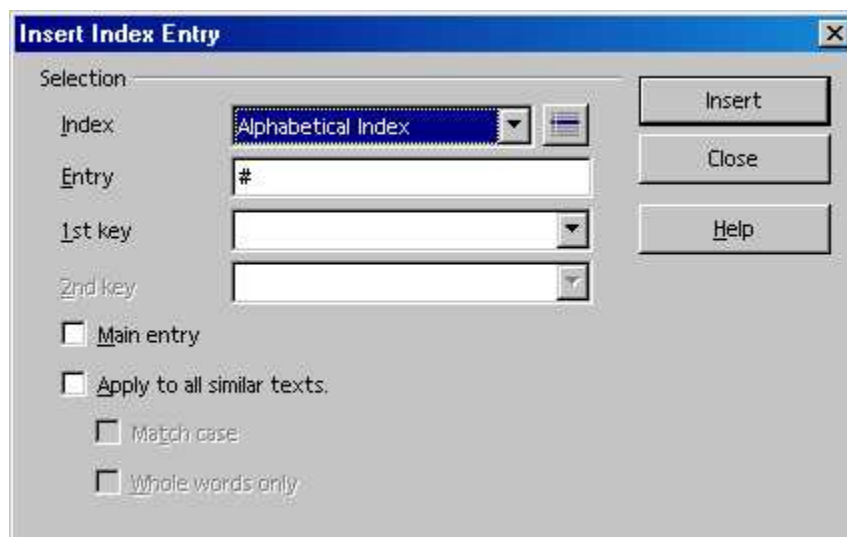 Insert Index Entry
Selection
Index Alphabetical Index
Entry #
1st key
2nd key
Main entry
Apply to all similar texts.
Match case
Whole words only
Insert
Close
Help